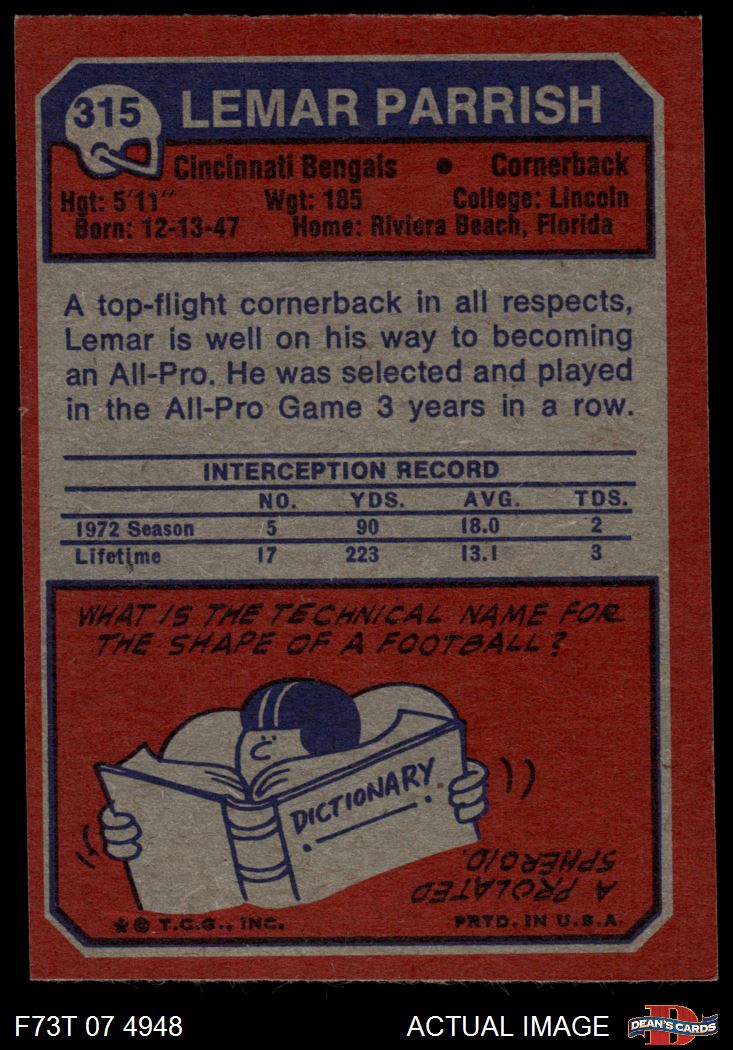 315
LEMAR PARRISH
Cincinnati Bengals • Cornerback
Hgt: 5'11" Wgt: 185 College: Lincoln
Born: 12-13-47 Home: Riviera Beach, Florida
A top-flight cornerback in all respects,
Lemar is well on his way to becoming
an All-Pro. He was selected and played
in the All-Pro Game 3 years in a row.
INTERCEPTION RECORD
NO. YDS. AVG. TDS.
1972 Season 5 90 18.0 2
Lifetime 17 223 13.1 3
WHAT IS THE TECHNICAL NAME FOR
THE SHAPE OF A FOOTBALL?
DICTIONARY
A PROLATED
SPHEROID.
* © T.C.G., INC. PRTD. IN U.S.A.
F73T 07 4948 ACTUAL IMAGE
D
DEAN'S CARDS